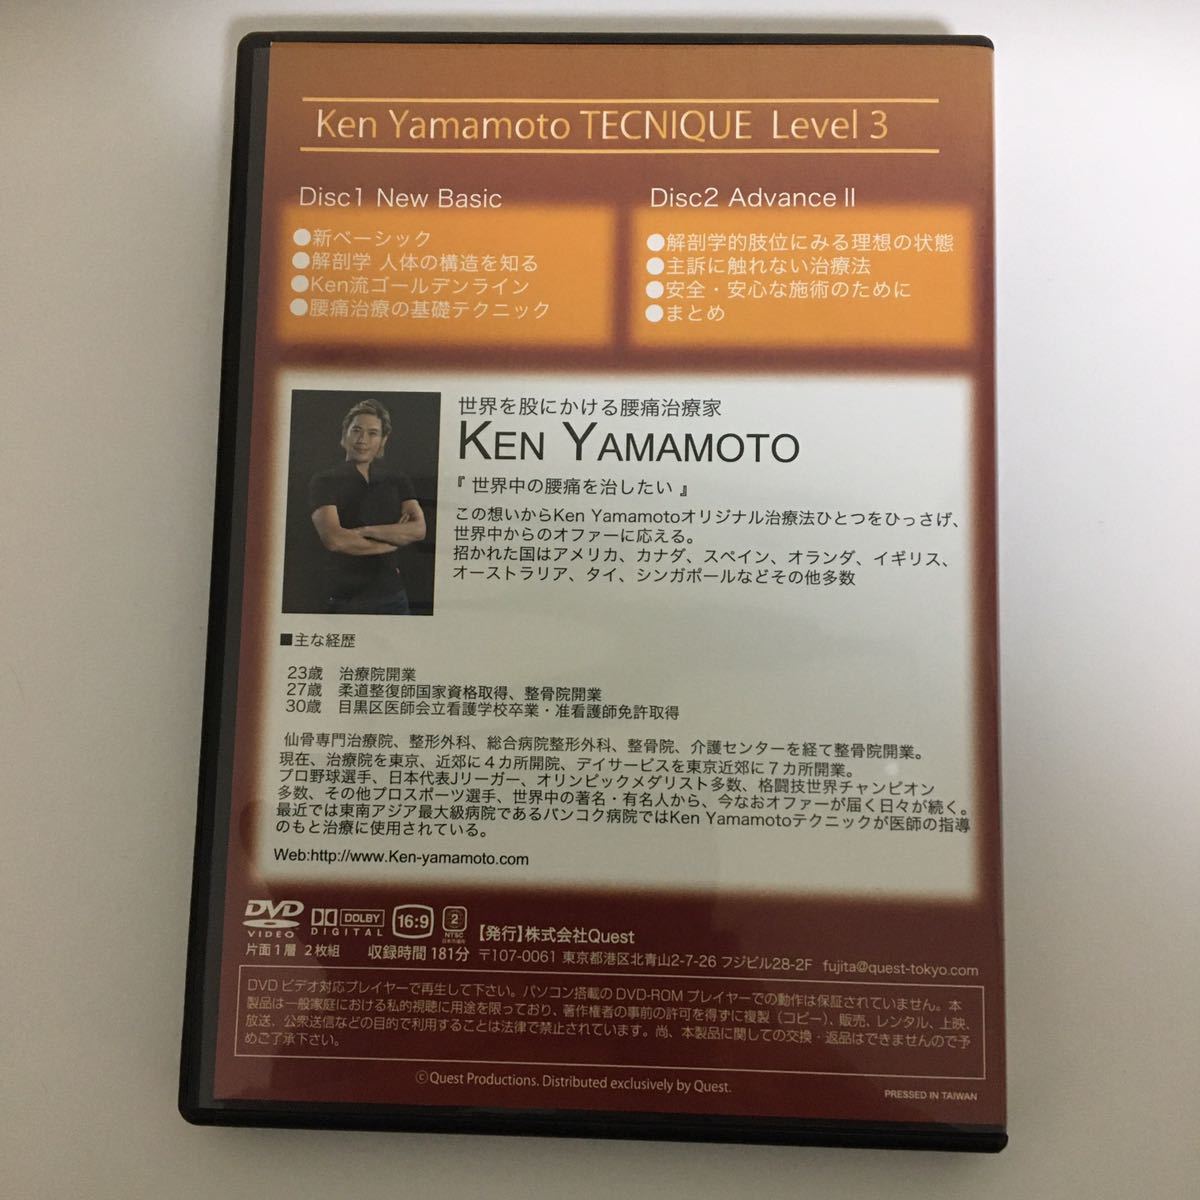 Ken Yamamoto TECNIQUE Level 3
Disc1 New Basic
●新ベーシック
●解剖学 人体の構造を知る
●Ken流ゴールデンライン
●腰痛治療の基礎テクニック
Disc2 Advance II
●解剖学的肢位にみる理想の状態
●主訴に触れない治療法
●安全・安心な施術のために
●まとめ
世界を股にかける腰痛治療家
KEN YAMAMOTO
『 世界中の腰痛を治したい 』
この想いからKen Yamamotoオリジナル治療法ひとつをひっさげ、
世界中からのオファーに応える。
招かれた国はアメリカ、カナダ、スペイン、オランダ、イギリス、
オーストラリア、タイ、シンガポールなどその他多数
■主な経歴
23歳 治療院開業
27歳 柔道整復師国家資格取得、整骨院開業
30歳 目黒区医師会立看護学校卒業・准看護師免許取得
仙骨専門治療院、整形外科、総合病院整形外科、整骨院、介護センターを経て整骨院開業。
現在、治療院を東京、近郊に4カ所開院、デイサービスを東京近郊に7カ所開業。
プロ野球選手、日本代表Jリーガー、オリンピックメダリスト多数、格闘技世界チャンピオン
多数、その他プロスポーツ選手、世界中の著名・有名人から、今なおオファーが届く日々が続く。
最近では東南アジア最大級病院であるバンコク病院ではKen Yamamotoテクニックが医師の指導
のもと治療に使用されている。
Web:http://www.Ken-yamamoto.com
DVD VIDEO
DOLBY DIGITAL
16:9
2 NTSC 日本市場向
【発行】株式会社Quest
片面1層 2枚組 収録時間 181分 〒107-0061 東京都港区北青山2-7-26 フジビル28-2F fujita@quest-tokyo.com
DVD ビデオ対応プレイヤーで再生して下さい。パソコン搭載の DVD-ROM プレイヤーでの動作は保証されていません。本
製品は一般家庭における私的視聴に用途を限っており、著作権者の事前の許可を得ずに複製（コピー）、販売、レンタル、上映、
放送、公衆送信などの目的で利用することは法律で禁止されています。尚、本製品に関しての交換・返品はできませんので予
めご了承下さい。
©Quest Productions. Distributed exclusively by Quest.
PRESSED IN TAIWAN